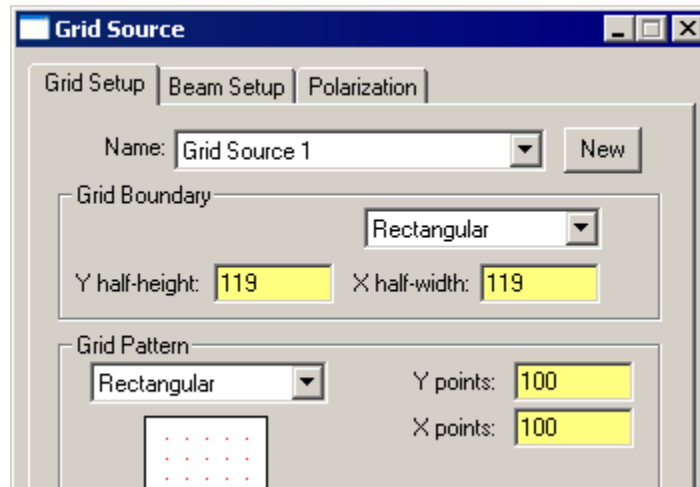 Grid Source
Grid Setup Beam Setup Polarization
Name: Grid Source 1 New
Grid Boundary
Rectangular
Y half-height: 119 X half-width: 119
Grid Pattern
Rectangular Y points: 100
X points: 100